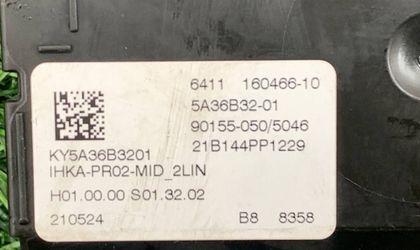 6411 160466-10
5A36B32-01
90155-050/5046
21B144PP1229
KY5A36B3201
IHKA-PR02-MID_2LIN
H01.00.00 S01.32.02
210524 B8 8358